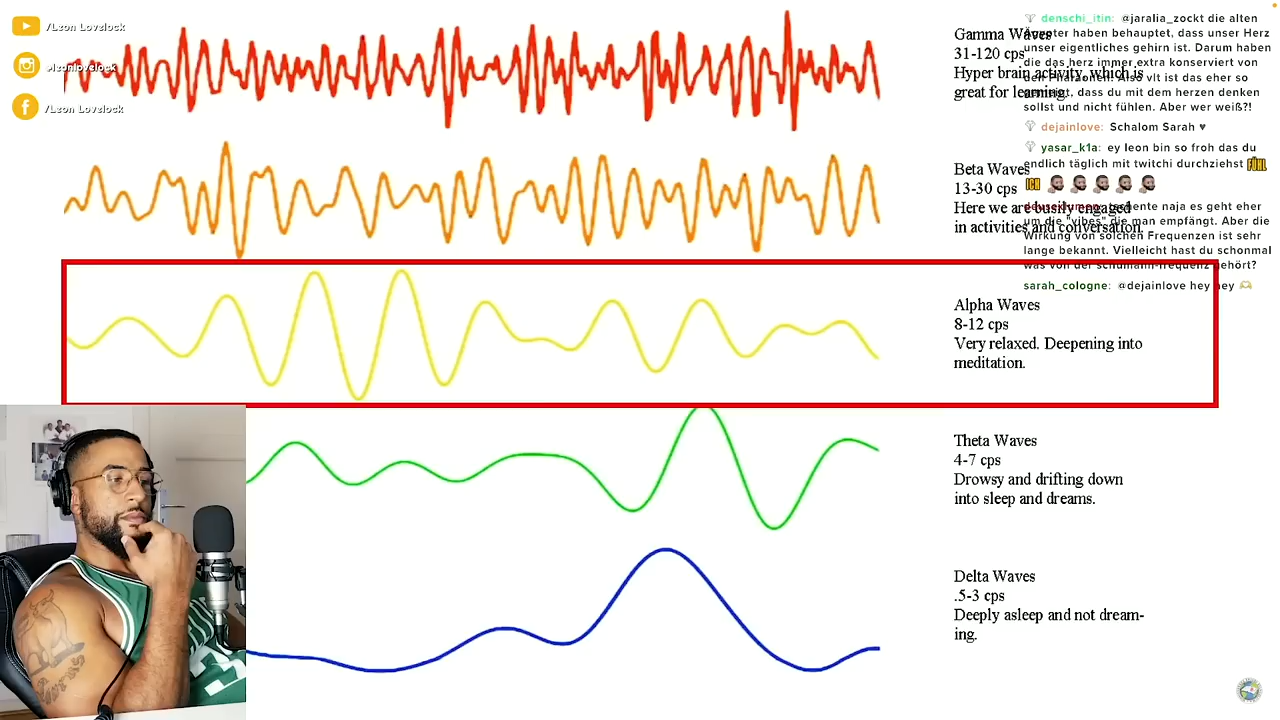 /Leon Lovelock
/leonlovelock
/Leon Lovelock
Gamma Waves
31-120 cps
Hyper brain activity, which is
great for learning.
Beta Waves
13-30 cps
Here we are busily engaged
in activities and conversation.
Alpha Waves
8-12 cps
Very relaxed. Deepening into
meditation.
Theta Waves
4-7 cps
Drowsy and drifting down
into sleep and dreams.
Delta Waves
.5-3 cps
Deeply asleep and not dream-
ing.
denschi_itin: @jaralia_zockt die alten
haben behauptet, dass unser Herz
unser eigentliches gehirn ist. Darum haben
die das herz immer extra konserviert von
den Pharaonen. Also vlt ist das eher so
dass du mit dem herzen denken
sollst und nicht fühlen. Aber wer weiß?!
dejainlove: Schalom Sarah ♥
yasar_k1a: ey leon bin so froh das du
endlich täglich mit twitchi durchziehst FÜHL
ICH
naja es geht eher
um die "vibes" die man empfängt. Aber die
Wirkung von solchen Frequenzen ist sehr
lange bekannt. Vielleicht hast du schonmal
was von der schumann-frequenz gehört?
sarah_cologne: @dejainlove hey hey